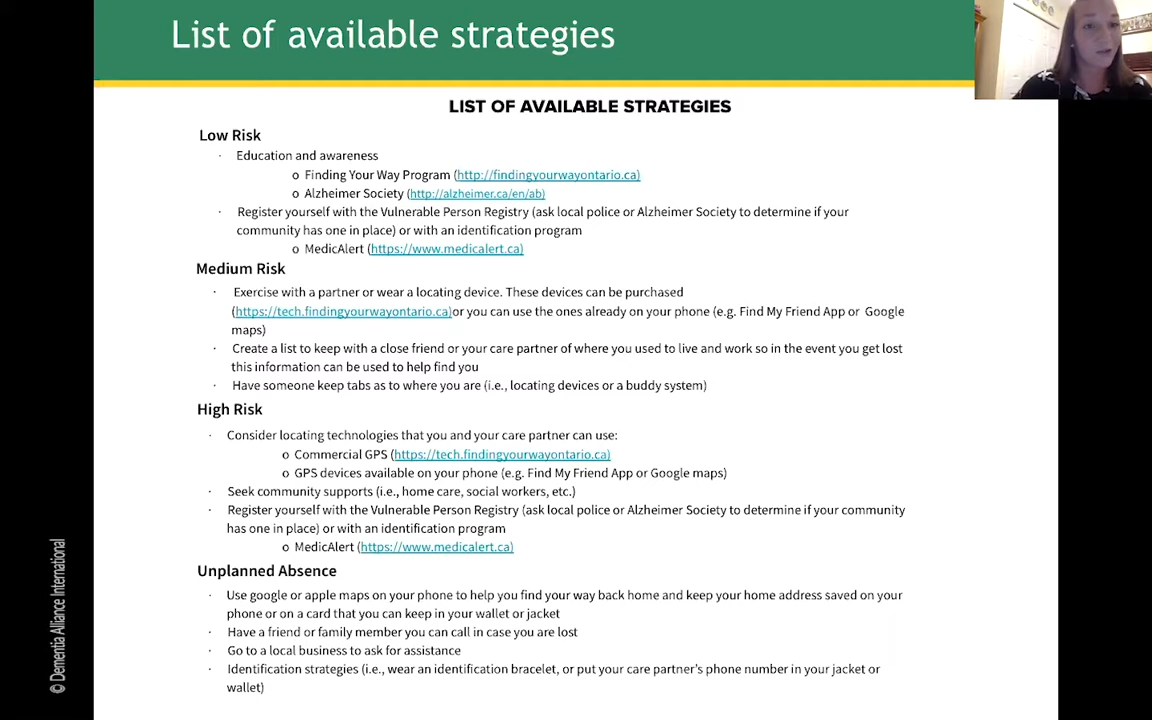 List of available strategies
LIST OF AVAILABLE STRATEGIES
Low Risk
· Education and awareness
o Finding Your Way Program (http://findingyourwayontario.ca)
o Alzheimer Society (http://alzheimer.ca/en/ab)
· Register yourself with the Vulnerable Person Registry (ask local police or Alzheimer Society to determine if your
community has one in place) or with an identification program
o MedicAlert (https://www.medicalert.ca)
Medium Risk
· Exercise with a partner or wear a locating device. These devices can be purchased
(https://tech.findingyourwayontario.ca)or you can use the ones already on your phone (e.g. Find My Friend App or Google
maps)
· Create a list to keep with a close friend or your care partner of where you used to live and work so in the event you get lost
this information can be used to help find you
· Have someone keep tabs as to where you are (i.e., locating devices or a buddy system)
High Risk
· Consider locating technologies that you and your care partner can use:
o Commercial GPS (https://tech.findingyourwayontario.ca)
o GPS devices available on your phone (e.g. Find My Friend App or Google maps)
· Seek community supports (i.e., home care, social workers, etc.)
· Register yourself with the Vulnerable Person Registry (ask local police or Alzheimer Society to determine if your community
has one in place) or with an identification program
o MedicAlert (https://www.medicalert.ca)
Unplanned Absence
· Use google or apple maps on your phone to help you find your way back home and keep your home address saved on your
phone or on a card that you can keep in your wallet or jacket
· Have a friend or family member you can call in case you are lost
· Go to a local business to ask for assistance
· Identification strategies (i.e., wear an identification bracelet, or put your care partner's phone number in your jacket or
wallet)
© Dementia Alliance International